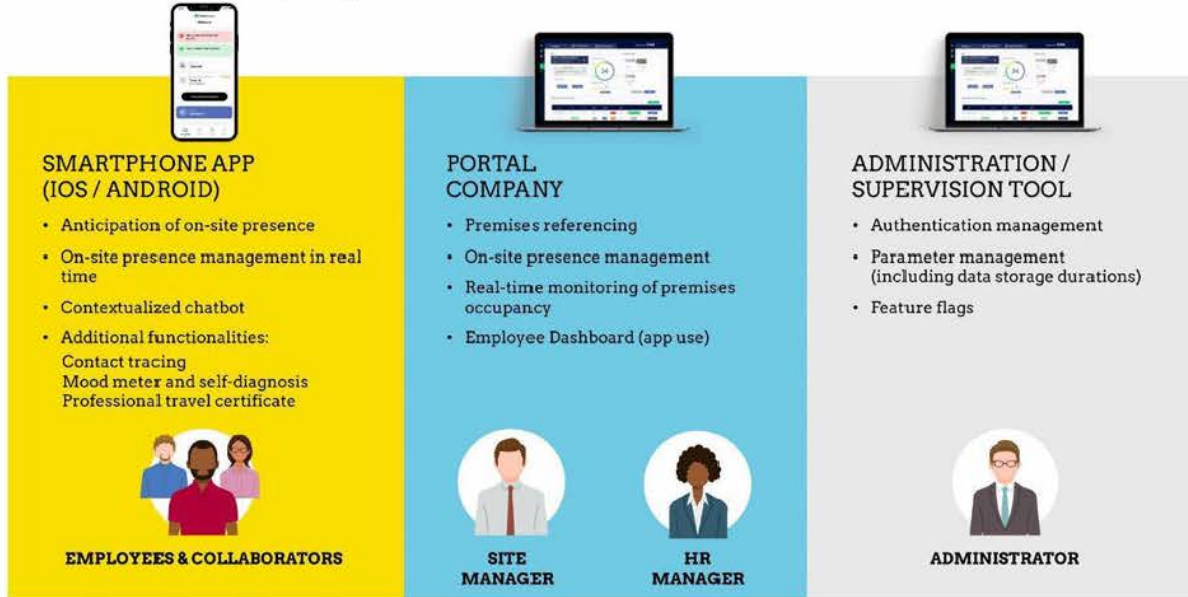 SMARTPHONE APP
(IOS / ANDROID)
• Anticipation of on-site presence
• On-site presence management in real
time
• Contextualized chatbot
• Additional functionalities:
Contact tracing
Mood meter and self-diagnosis
Professional travel certificate
EMPLOYEES & COLLABORATORS
PORTAL
COMPANY
• Premises referencing
• On-site presence management
• Real-time monitoring of premises
occupancy
• Employee Dashboard (app use)
SITE
MANAGER
HR
MANAGER
ADMINISTRATION /
SUPERVISION TOOL
• Authentication management
• Parameter management
(including data storage durations)
• Feature flags
ADMINISTRATOR